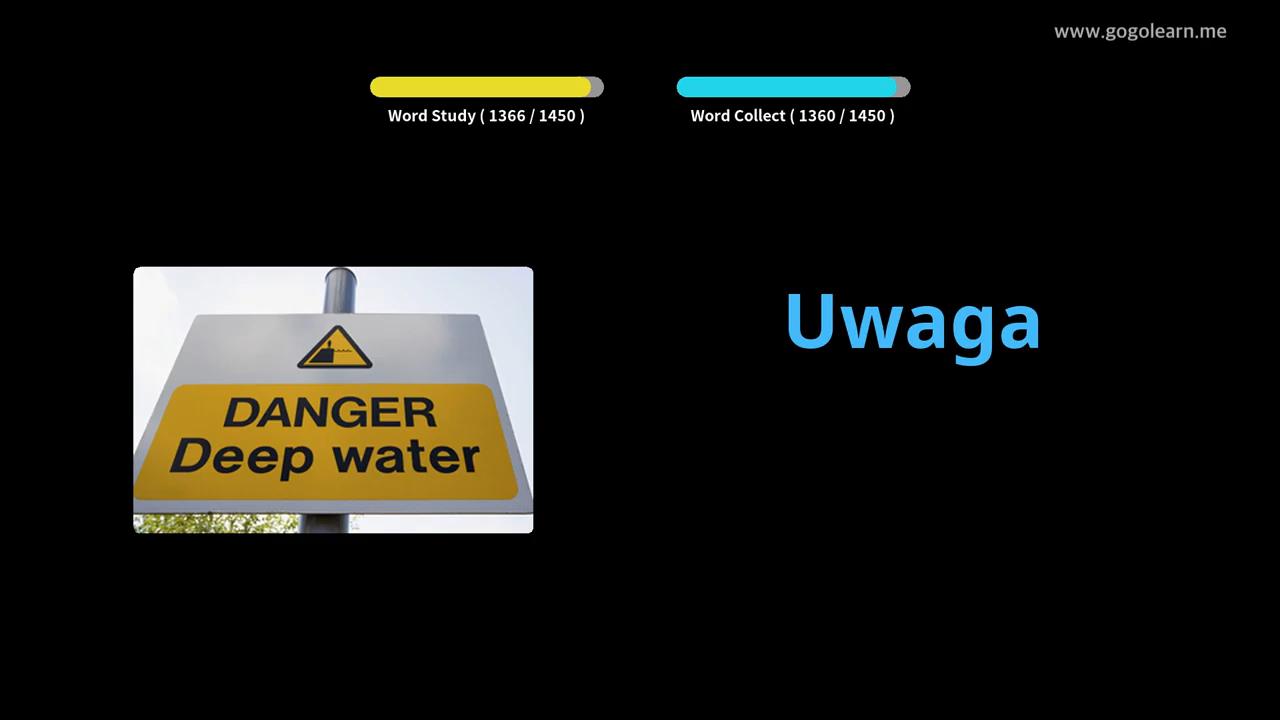 www.gogolearn.me
Word Study ( 1366 / 1450 )
Word Collect ( 1360 / 1450 )
Uwaga
DANGER
Deep water